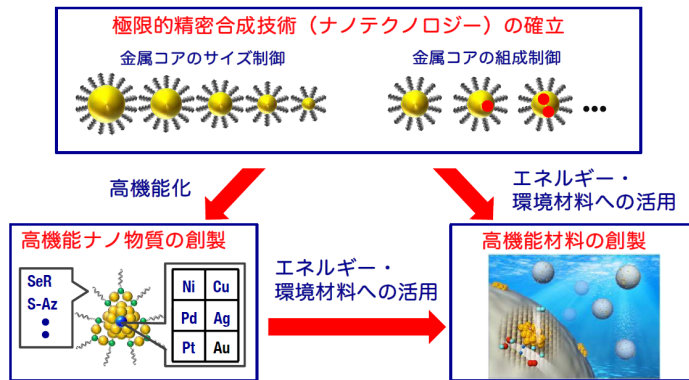 極限的精密合成技術（ナノテクノロジー）の確立
金属コアのサイズ制御
金属コアの組成制御
•••
高機能化
エネルギー・
環境材料への活用
高機能ナノ物質の創製
SeR
S-Az
•
•
Ni Cu
Pd Ag
Pt Au
エネルギー・
環境材料への活用
高機能材料の創製